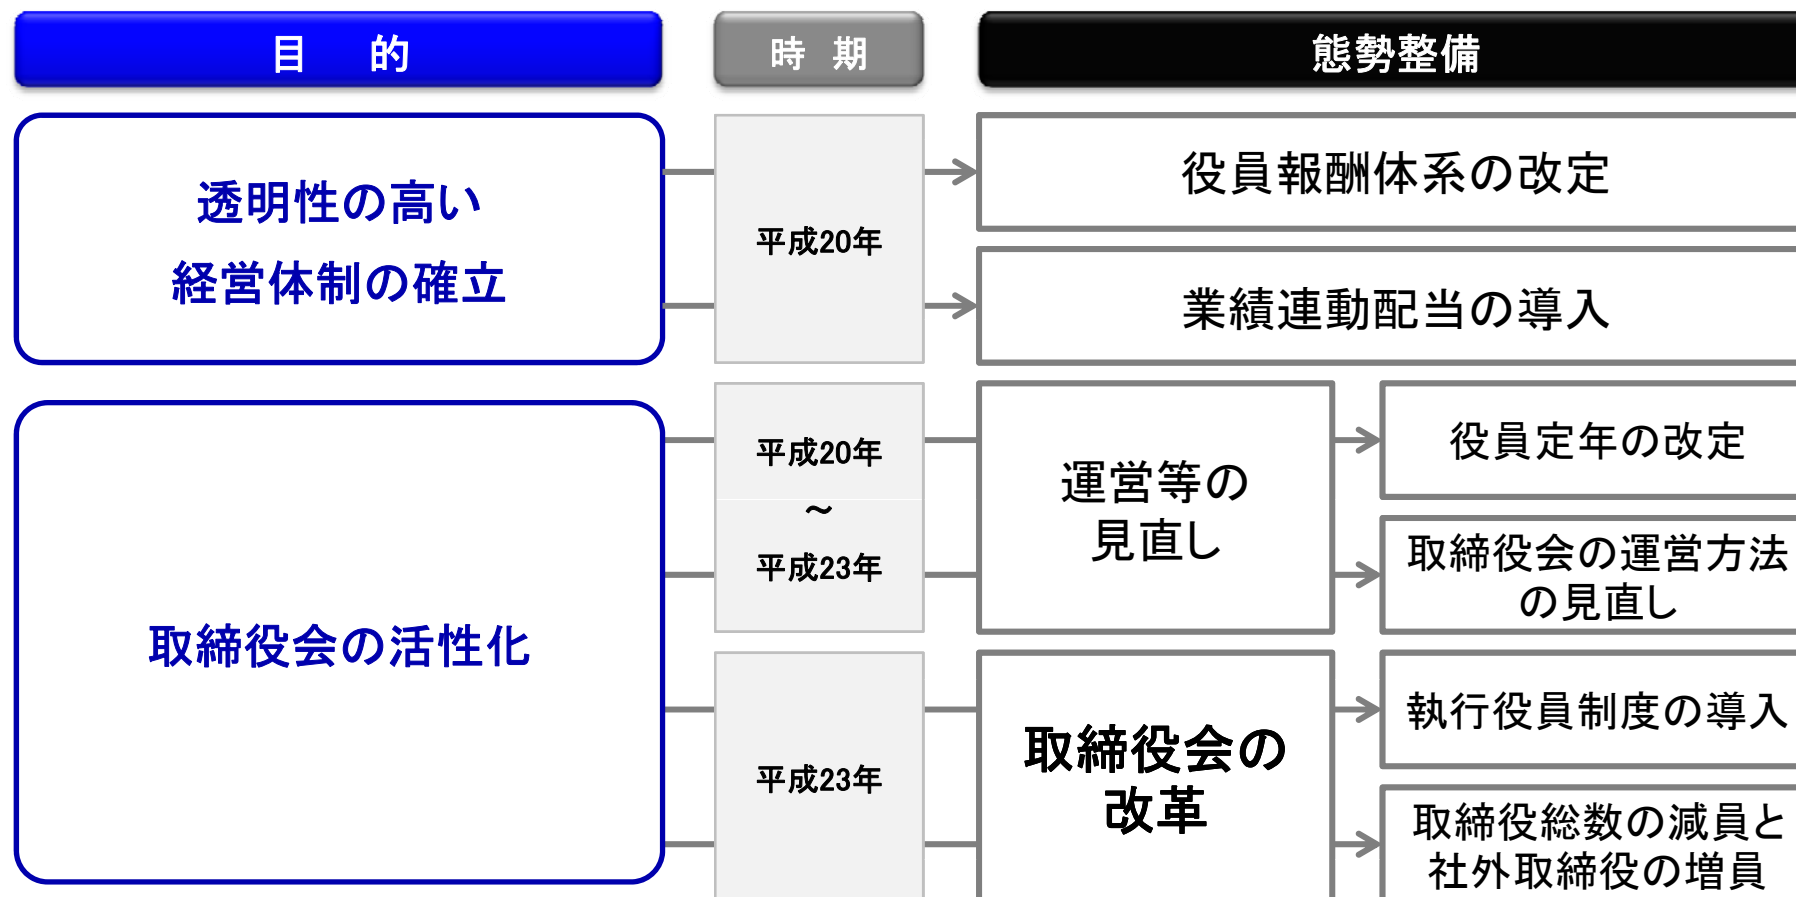 目 的
時 期
態勢整備
透明性の高い
経営体制の確立
平成20年
役員報酬体系の改定
業績連動配当の導入
取締役会の活性化
平成20年
~
平成23年
運営等の
見直し
役員定年の改定
取締役会の運営方法
の見直し
平成23年
取締役会の
改革
執行役員制度の導入
取締役総数の減員と
社外取締役の増員